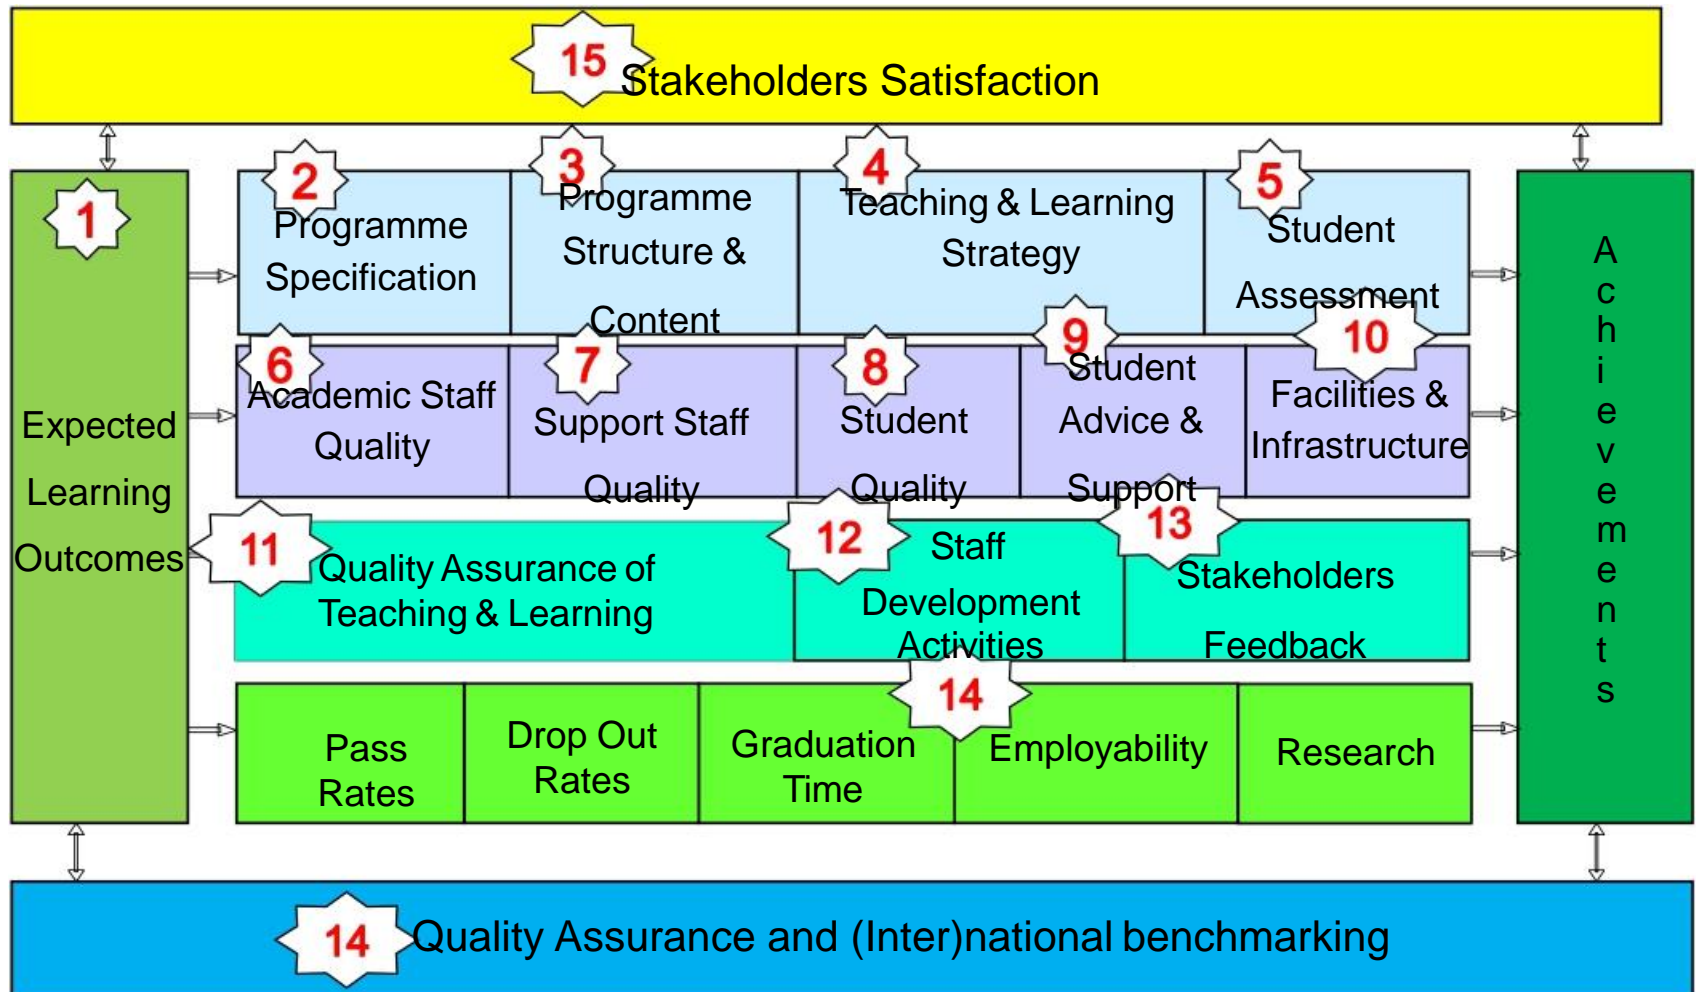 15
Stakeholders Satisfaction
1
Expected
Learning
Outcomes
2
Programme
Specification
3
Programme
Structure &
Content
4
Teaching & Learning
Strategy
5
Student
Assessment
6
Academic Staff
Quality
7
Support Staff
Quality
8
Student
Quality
9
Student
Advice &
Support
10
Facilities &
Infrastructure
11
Quality Assurance of
Teaching & Learning
12
Staff
Development
Activities
13
Stakeholders
Feedback
14
Pass
Rates
Drop Out
Rates
Graduation
Time
Employability
Research
A
c
h
i
e
v
e
m
e
n
t
s
14
Quality Assurance and (Inter)national benchmarking